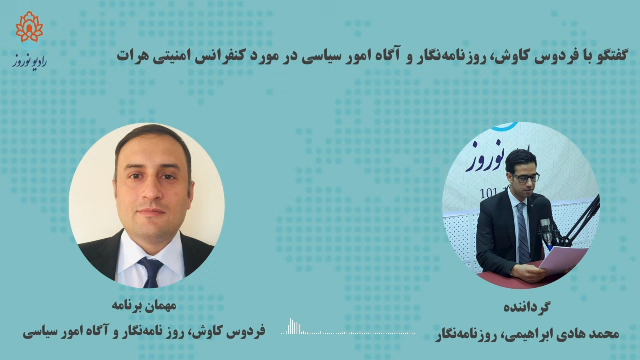 رادیو نوروز
گفتگو با فردوس کاوش، روزنامه‌نگار و آگاه امور سیاسی در مورد کنفرانس امنیتی هرات
نوروز
101
گرداننده
محمد هادی ابراهیمی، روزنامه‌نگار
مهمان برنامه
فردوس کاوش، روز نامه‌نگار و آگاه امور سیاسی